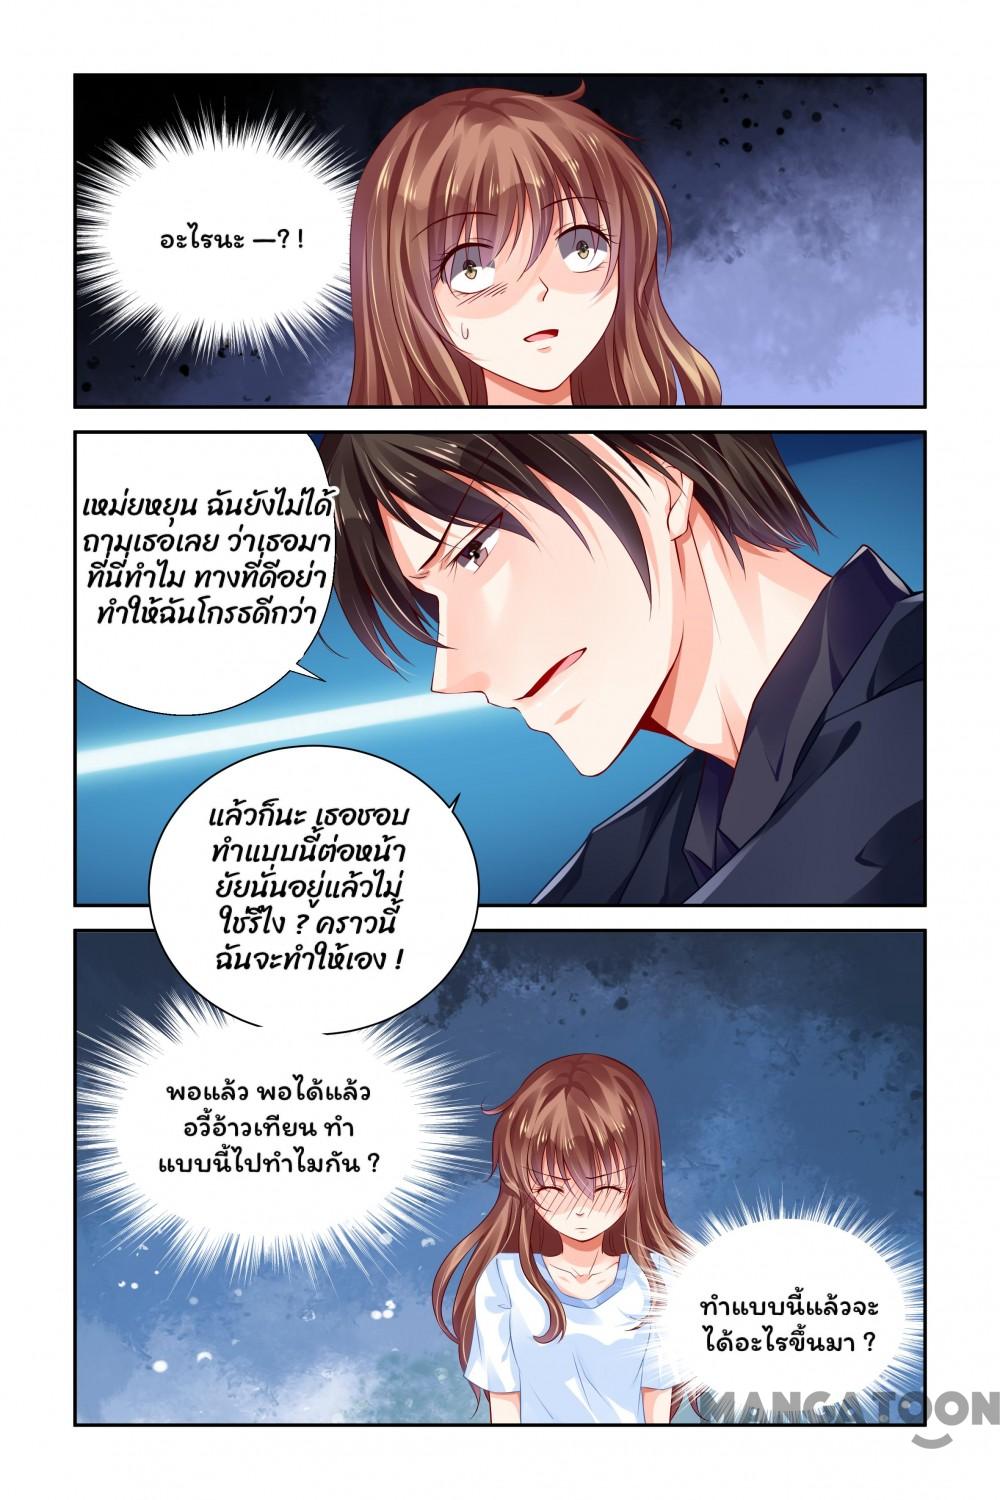 อะไรนะ —?!
เหม่ยหยุน ฉันยังไม่ได้
ถามเธอเลย ว่าเธอมา
ที่นี่ทำไม ทางที่ดีอย่า
ทำให้ฉันโกรธดีกว่า
แล้วก็นะ เธอชอบ
ทำแบบนี้ต่อหน้า
ยัยนั่นอยู่แล้วไม่
ใช่รึไง ? คราวนี้
ฉันจะทำให้เอง !
พอแล้ว พอได้แล้ว
อวี้อ้าวเทียน ทำ
แบบนี้ไปทำไมกัน ?
ทำแบบนี้แล้วจะ
ได้อะไรขึ้นมา ?
MANGATOON